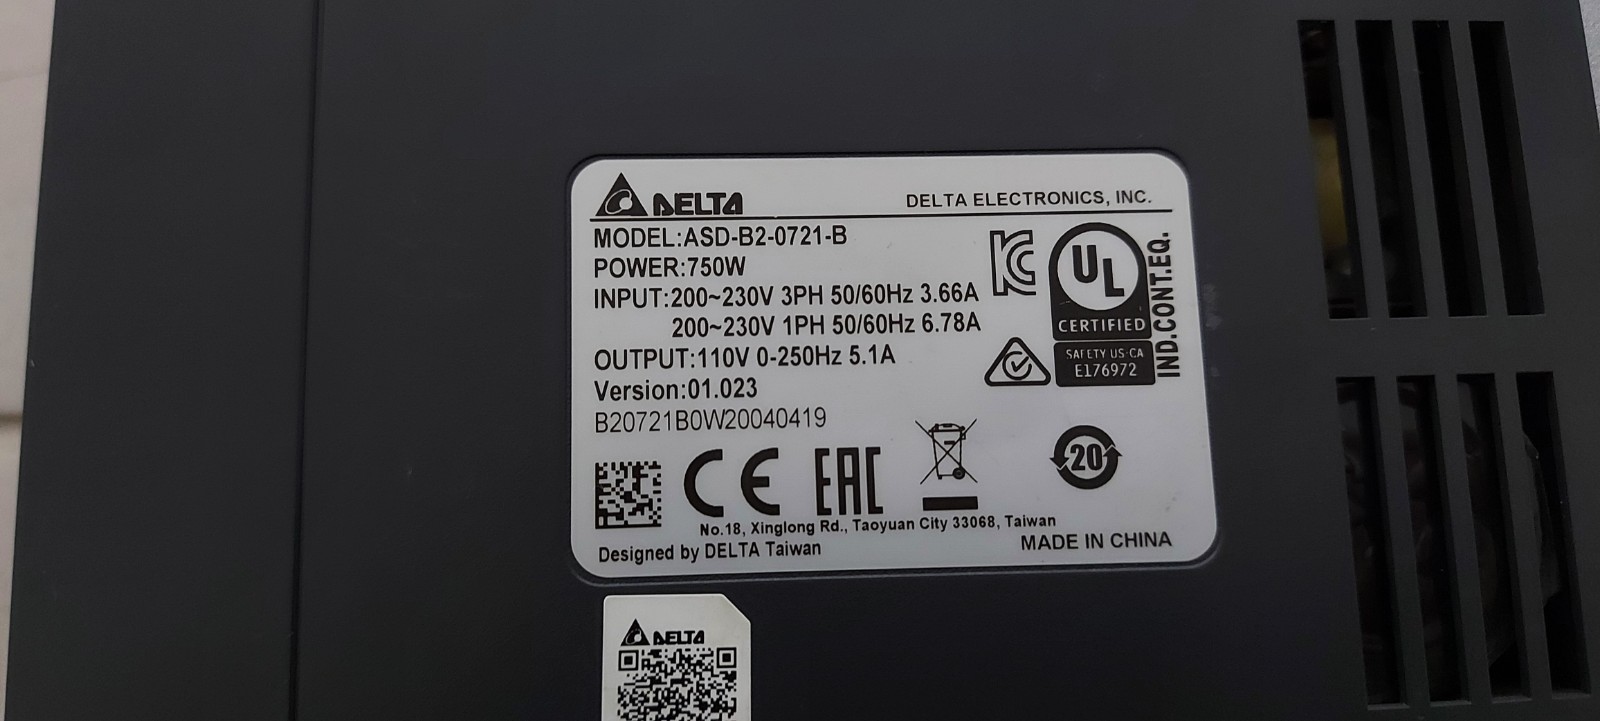 DELTA
DELTA ELECTRONICS, INC.
MODEL:ASD-B2-0721-B
POWER:750W
INPUT:200~230V 3PH 50/60Hz 3.66A
200~230V 1PH 50/60Hz 6.78A
OUTPUT:110V 0-250Hz 5.1A
Version:01.023
B20721B0W20040419
UL
CERTIFIED
SAFETY US·CA
E176972
IND.CONT.EQ.
CE
EAC
20
No.18, Xinglong Rd., Taoyuan City 33068, Taiwan
Designed by DELTA Taiwan
MADE IN CHINA
DELTA